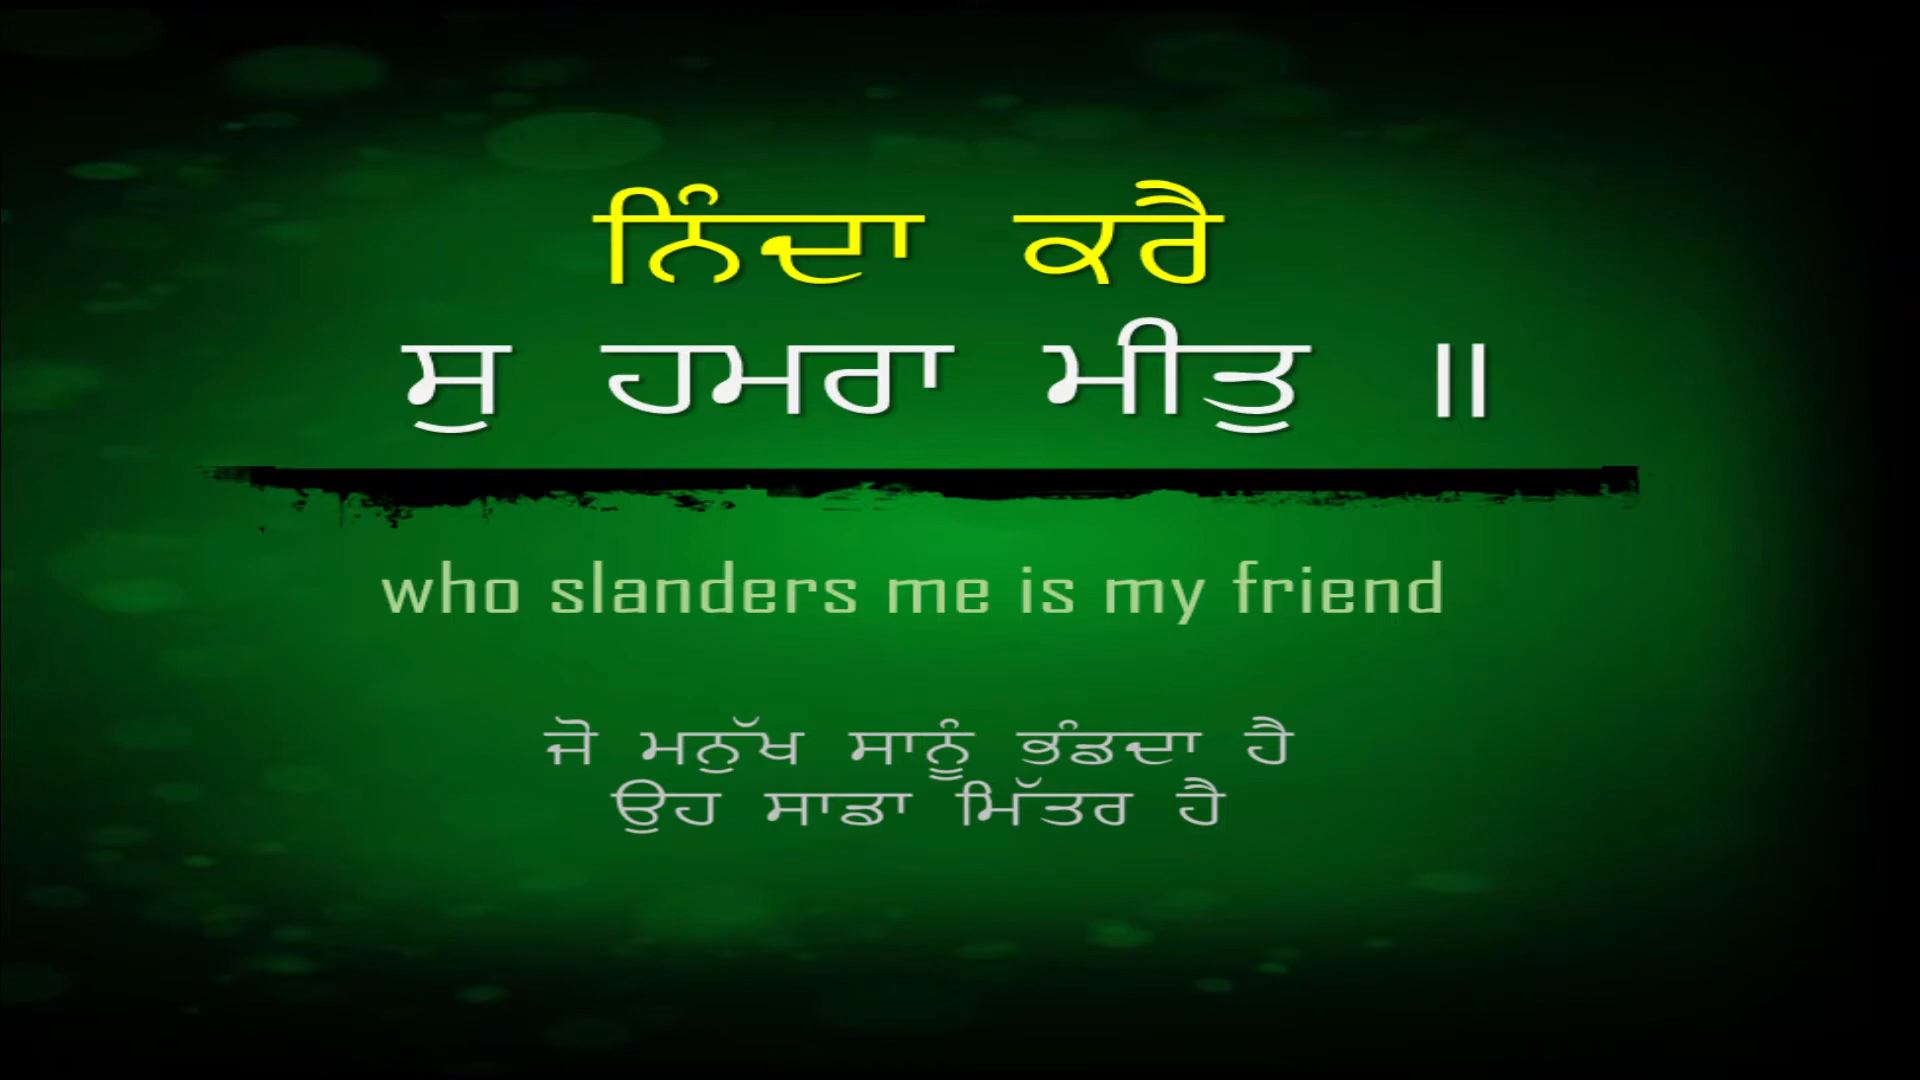 ਨਿੰਦਾ ਕਰੈ
ਸੁ ਹਮਰਾ ਮੀਤੁ ॥
who slanders me is my friend
ਜੋ ਮਨੁੱਖ ਸਾਨੂੰ ਭੰਡਦਾ ਹੈ
ਉਹ ਸਾਡਾ ਮਿੱਤਰ ਹੈ